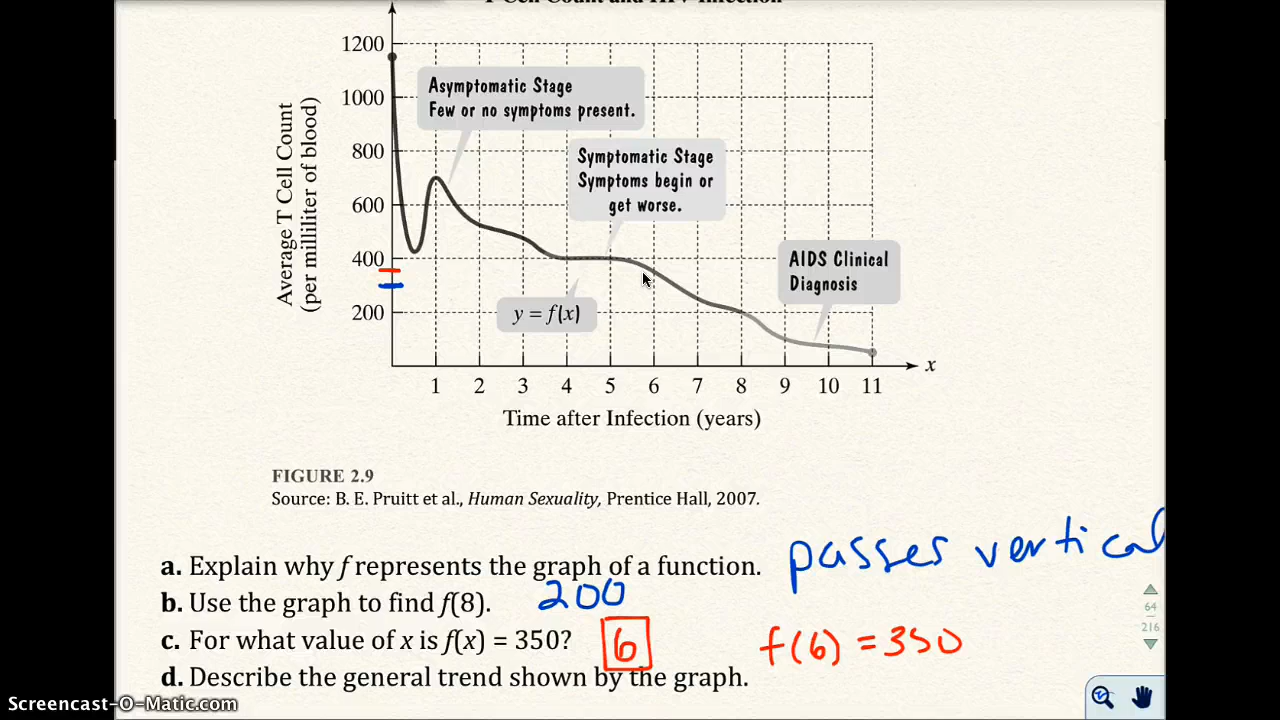 T Cell Count and HIV Infection
1200
1000
800
600
400
200
Average T Cell Count
(per milliliter of blood)
Asymptomatic Stage
Few or no symptoms present.
Symptomatic Stage
Symptoms begin or
get worse.
AIDS Clinical
Diagnosis
y = f(x)
x
1 2 3 4 5 6 7 8 9 10 11
Time after Infection (years)
FIGURE 2.9
Source: B. E. Pruitt et al., Human Sexuality, Prentice Hall, 2007.
a. Explain why f represents the graph of a function. passes vertical
b. Use the graph to find f(8). 200
c. For what value of x is f(x) = 350? 6 f(6) = 350
d. Describe the general trend shown by the graph.
64
216
Screencast-O-Matic.com